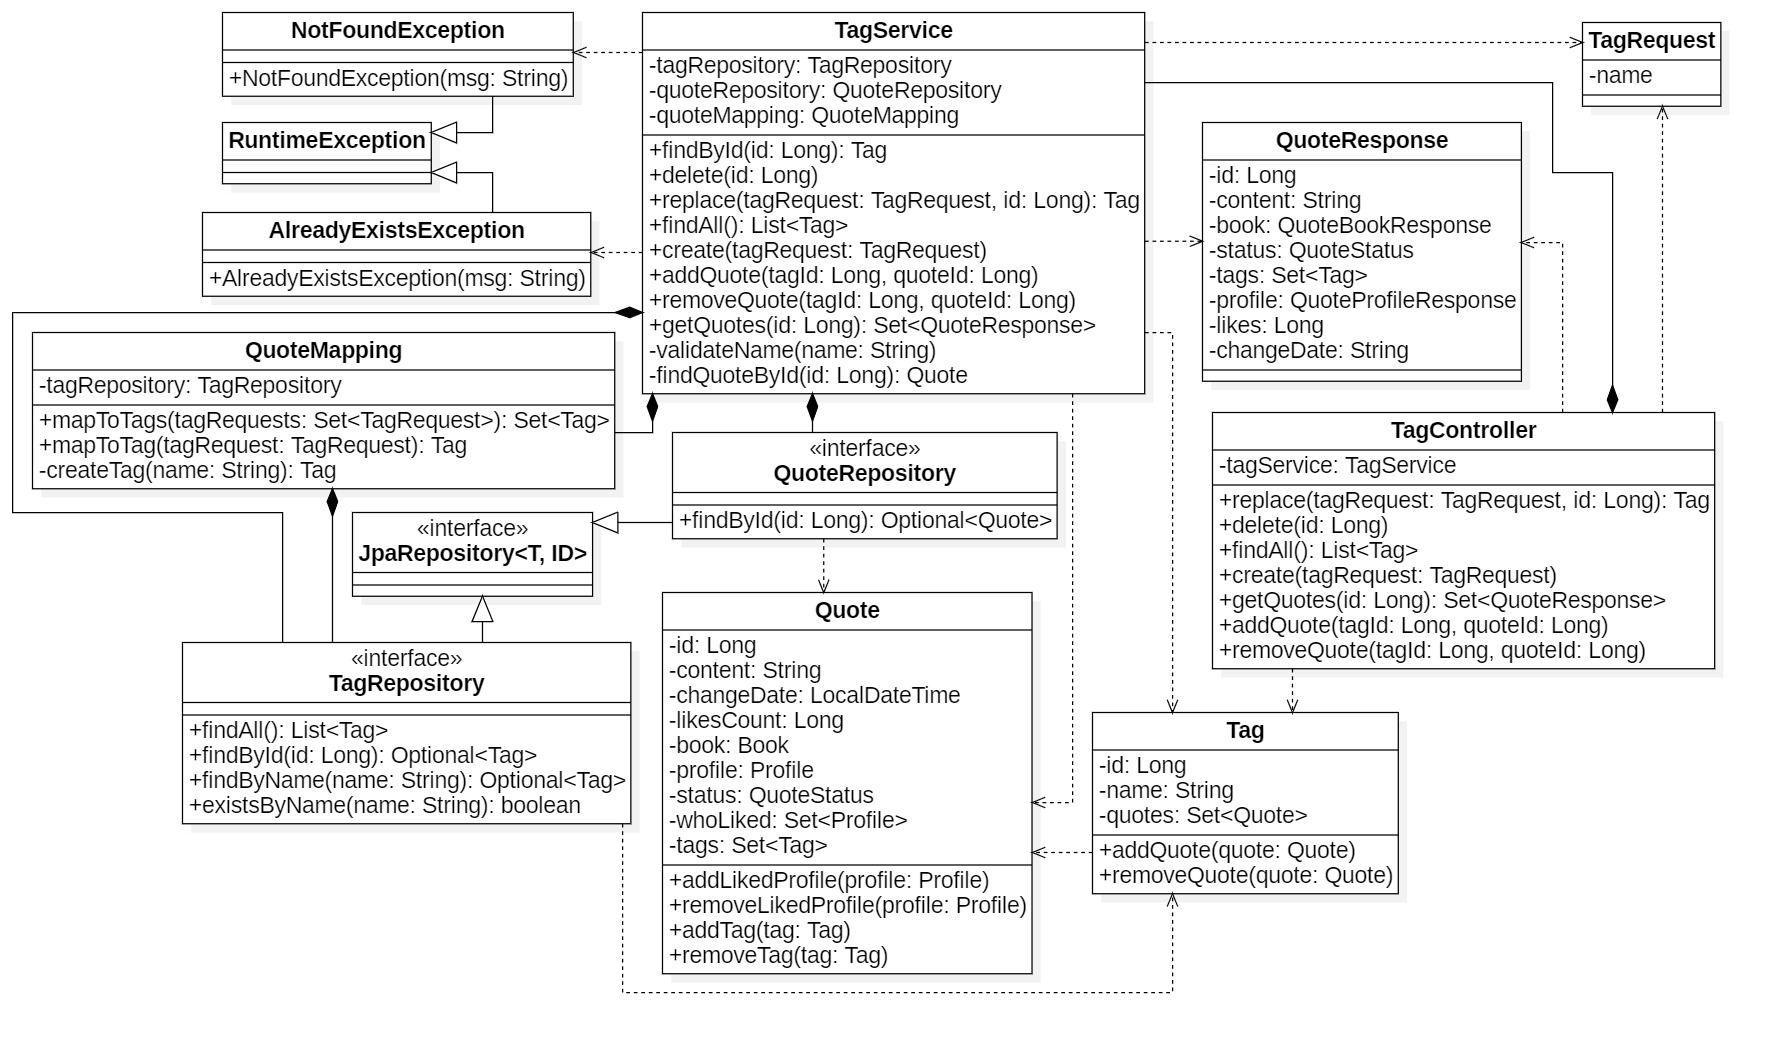 NotFoundException
+NotFoundException(msg: String)
RuntimeException
AlreadyExistsException
+AlreadyExistsException(msg: String)
TagService
-tagRepository: TagRepository
-quoteRepository: QuoteRepository
-quoteMapping: QuoteMapping
+findById(id: Long): Tag
+delete(id: Long)
+replace(tagRequest: TagRequest, id: Long): Tag
+findAll(): List<Tag>
+create(tagRequest: TagRequest)
+addQuote(tagId: Long, quoteId: Long)
+removeQuote(tagId: Long, quoteId: Long)
+getQuotes(id: Long): Set<QuoteResponse>
-validateName(name: String)
-findQuoteById(id: Long): Quote
TagRequest
-name
QuoteResponse
-id: Long
-content: String
-book: QuoteBookResponse
-status: QuoteStatus
-tags: Set<Tag>
-profile: QuoteProfileResponse
-likes: Long
-changeDate: String
QuoteMapping
-tagRepository: TagRepository
+mapToTags(tagRequests: Set<TagRequest>): Set<Tag>
+mapToTag(tagRequest: TagRequest): Tag
-createTag(name: String): Tag
«interface»
QuoteRepository
+findById(id: Long): Optional<Quote>
«interface»
JpaRepository<T, ID>
TagController
-tagService: TagService
+replace(tagRequest: TagRequest, id: Long): Tag
+delete(id: Long)
+findAll(): List<Tag>
+create(tagRequest: TagRequest)
+getQuotes(id: Long): Set<QuoteResponse>
+addQuote(tagId: Long, quoteId: Long)
+removeQuote(tagId: Long, quoteId: Long)
«interface»
TagRepository
+findAll(): List<Tag>
+findById(id: Long): Optional<Tag>
+findByName(name: String): Optional<Tag>
+existsByName(name: String): boolean
Quote
-id: Long
-content: String
-changeDate: LocalDateTime
-likesCount: Long
-book: Book
-profile: Profile
-status: QuoteStatus
-whoLiked: Set<Profile>
-tags: Set<Tag>
+addLikedProfile(profile: Profile)
+removeLikedProfile(profile: Profile)
+addTag(tag: Tag)
+removeTag(tag: Tag)
Tag
-id: Long
-name: String
-quotes: Set<Quote>
+addQuote(quote: Quote)
+removeQuote(quote: Quote)